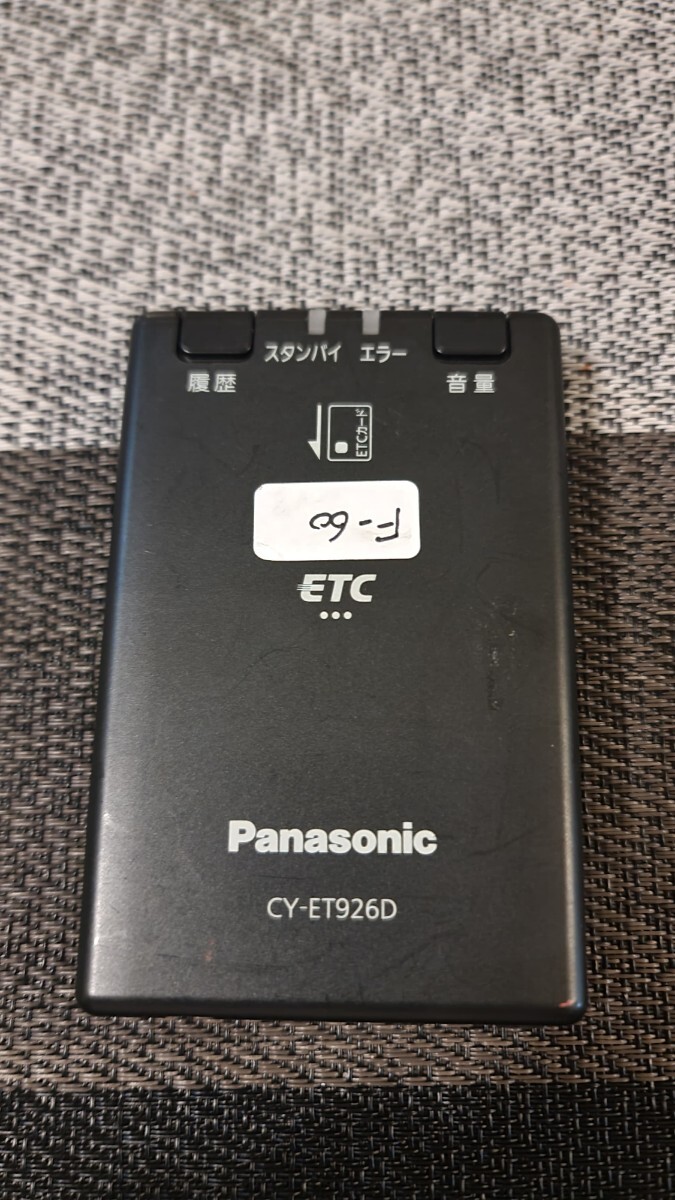 スタンバイ エラー
履歴 音量
ETCカード
F-60
ETC
Panasonic
CY-ET926D